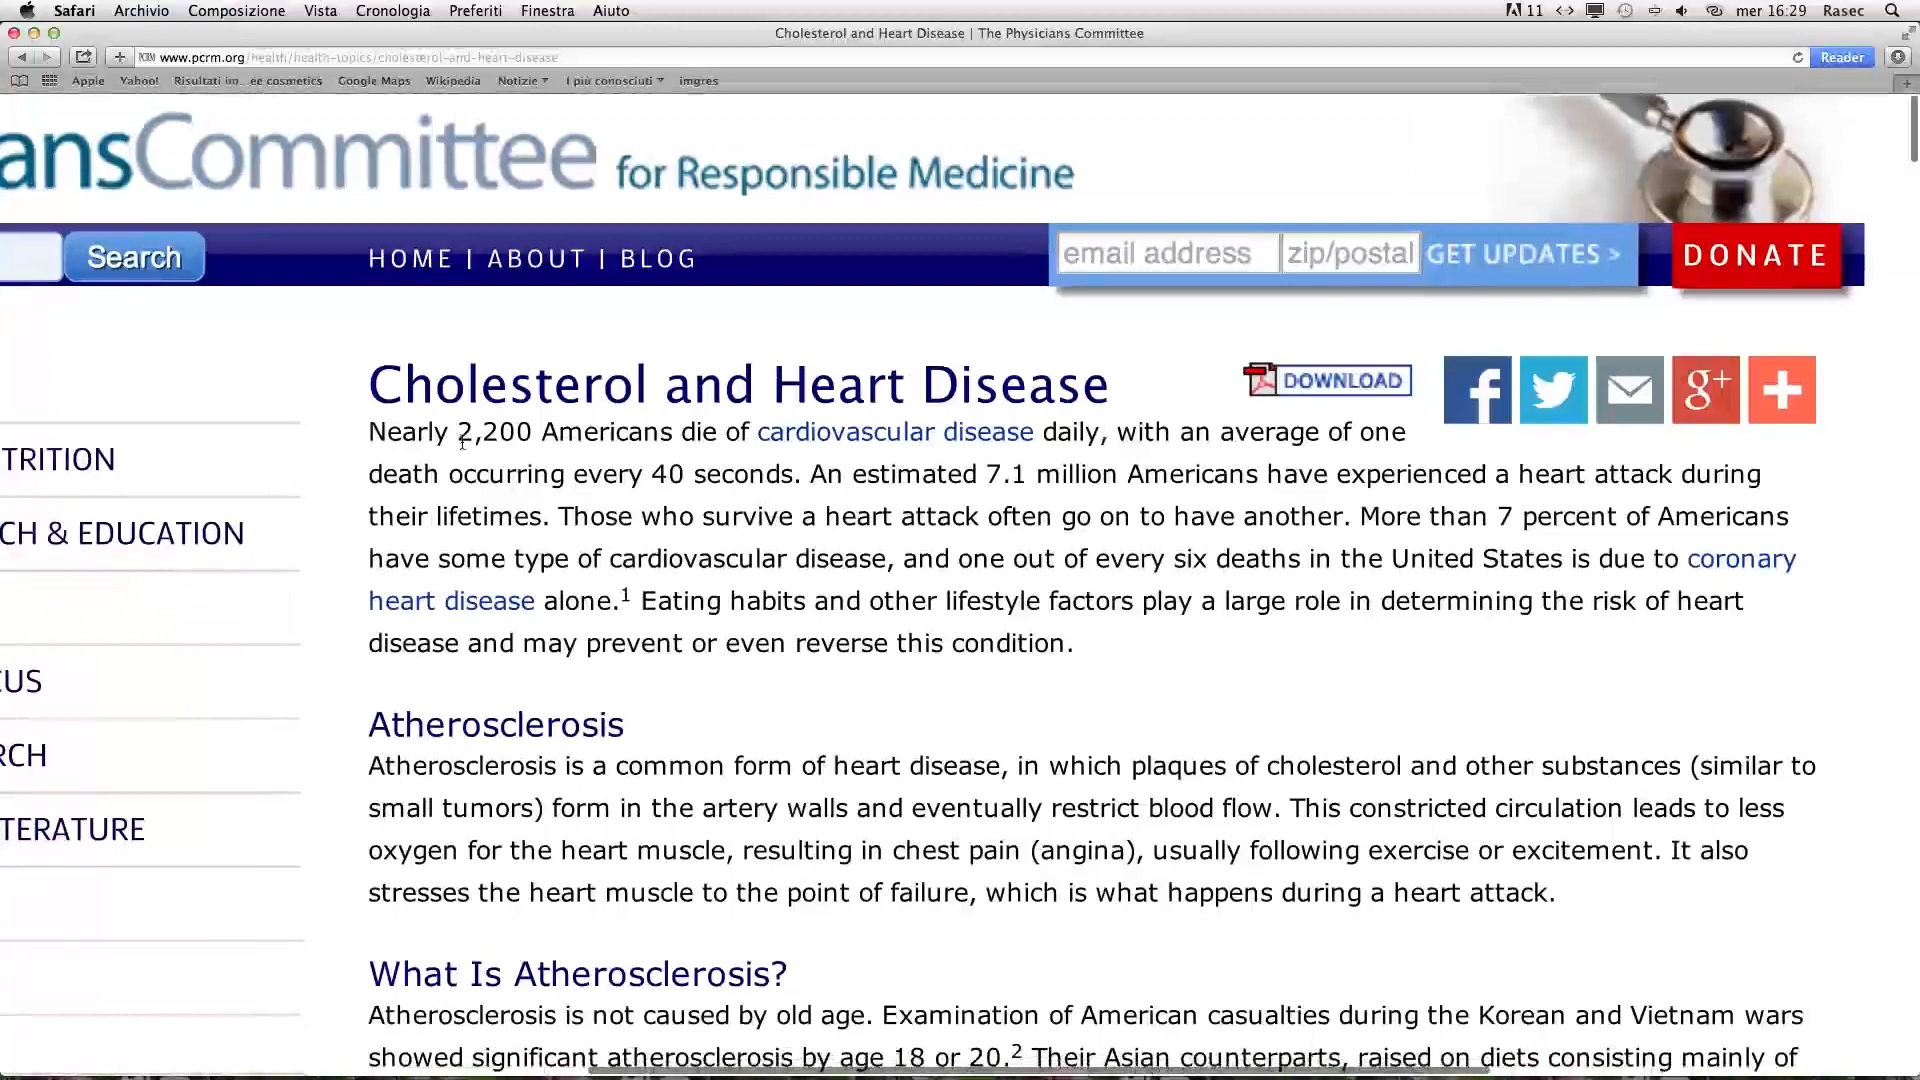 Safari Archivio Composizione Vista Cronologia Preferiti Finestra Aiuto 11 mer 16:29 Rasec
Cholesterol and Heart Disease | The Physicians Committee
www.pcrm.org/health/health-topics/cholesterol-and-heart-disease Reader
Apple Yahoo! Risultati im...ee cosmetics Google Maps Wikipedia Notizie I più conosciuti imgres
ansCommittee for Responsible Medicine
Search HOME | ABOUT | BLOG email address zip/postal GET UPDATES > DONATE
Cholesterol and Heart Disease DOWNLOAD f g+
Nearly 2,200 Americans die of cardiovascular disease daily, with an average of one
death occurring every 40 seconds. An estimated 7.1 million Americans have experienced a heart attack during
their lifetimes. Those who survive a heart attack often go on to have another. More than 7 percent of Americans
have some type of cardiovascular disease, and one out of every six deaths in the United States is due to coronary
heart disease alone.1 Eating habits and other lifestyle factors play a large role in determining the risk of heart
disease and may prevent or even reverse this condition.
Atherosclerosis
Atherosclerosis is a common form of heart disease, in which plaques of cholesterol and other substances (similar to
small tumors) form in the artery walls and eventually restrict blood flow. This constricted circulation leads to less
oxygen for the heart muscle, resulting in chest pain (angina), usually following exercise or excitement. It also
stresses the heart muscle to the point of failure, which is what happens during a heart attack.
What Is Atherosclerosis?
Atherosclerosis is not caused by old age. Examination of American casualties during the Korean and Vietnam wars
showed significant atherosclerosis by age 18 or 20.2 Their Asian counterparts, raised on diets consisting mainly of
TRITION
CH & EDUCATION
CUS
RCH
TERATURE